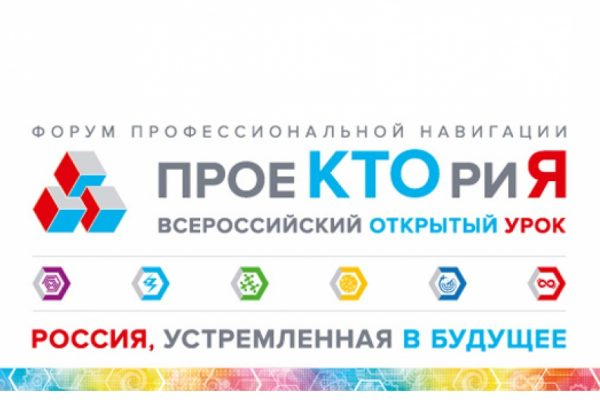 ФОРУМ ПРОФЕССИОНАЛЬНОЙ НАВИГАЦИИ
ПРОЕКТОРИЯ
ВСЕРОССИЙСКИЙ ОТКРЫТЫЙ УРОК
РОССИЯ, УСТРЕМЛЕННАЯ В БУДУЩЕЕ